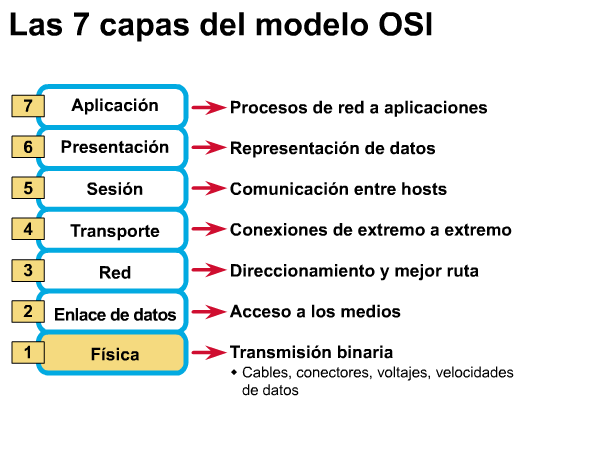 Las 7 capas del modelo OSI
7 Aplicación Procesos de red a aplicaciones
6 Presentación Representación de datos
5 Sesión Comunicación entre hosts
4 Transporte Conexiones de extremo a extremo
3 Red Direccionamiento y mejor ruta
2 Enlace de datos Acceso a los medios
1 Física Transmisión binaria
Cables, conectores, voltajes, velocidades
de datos